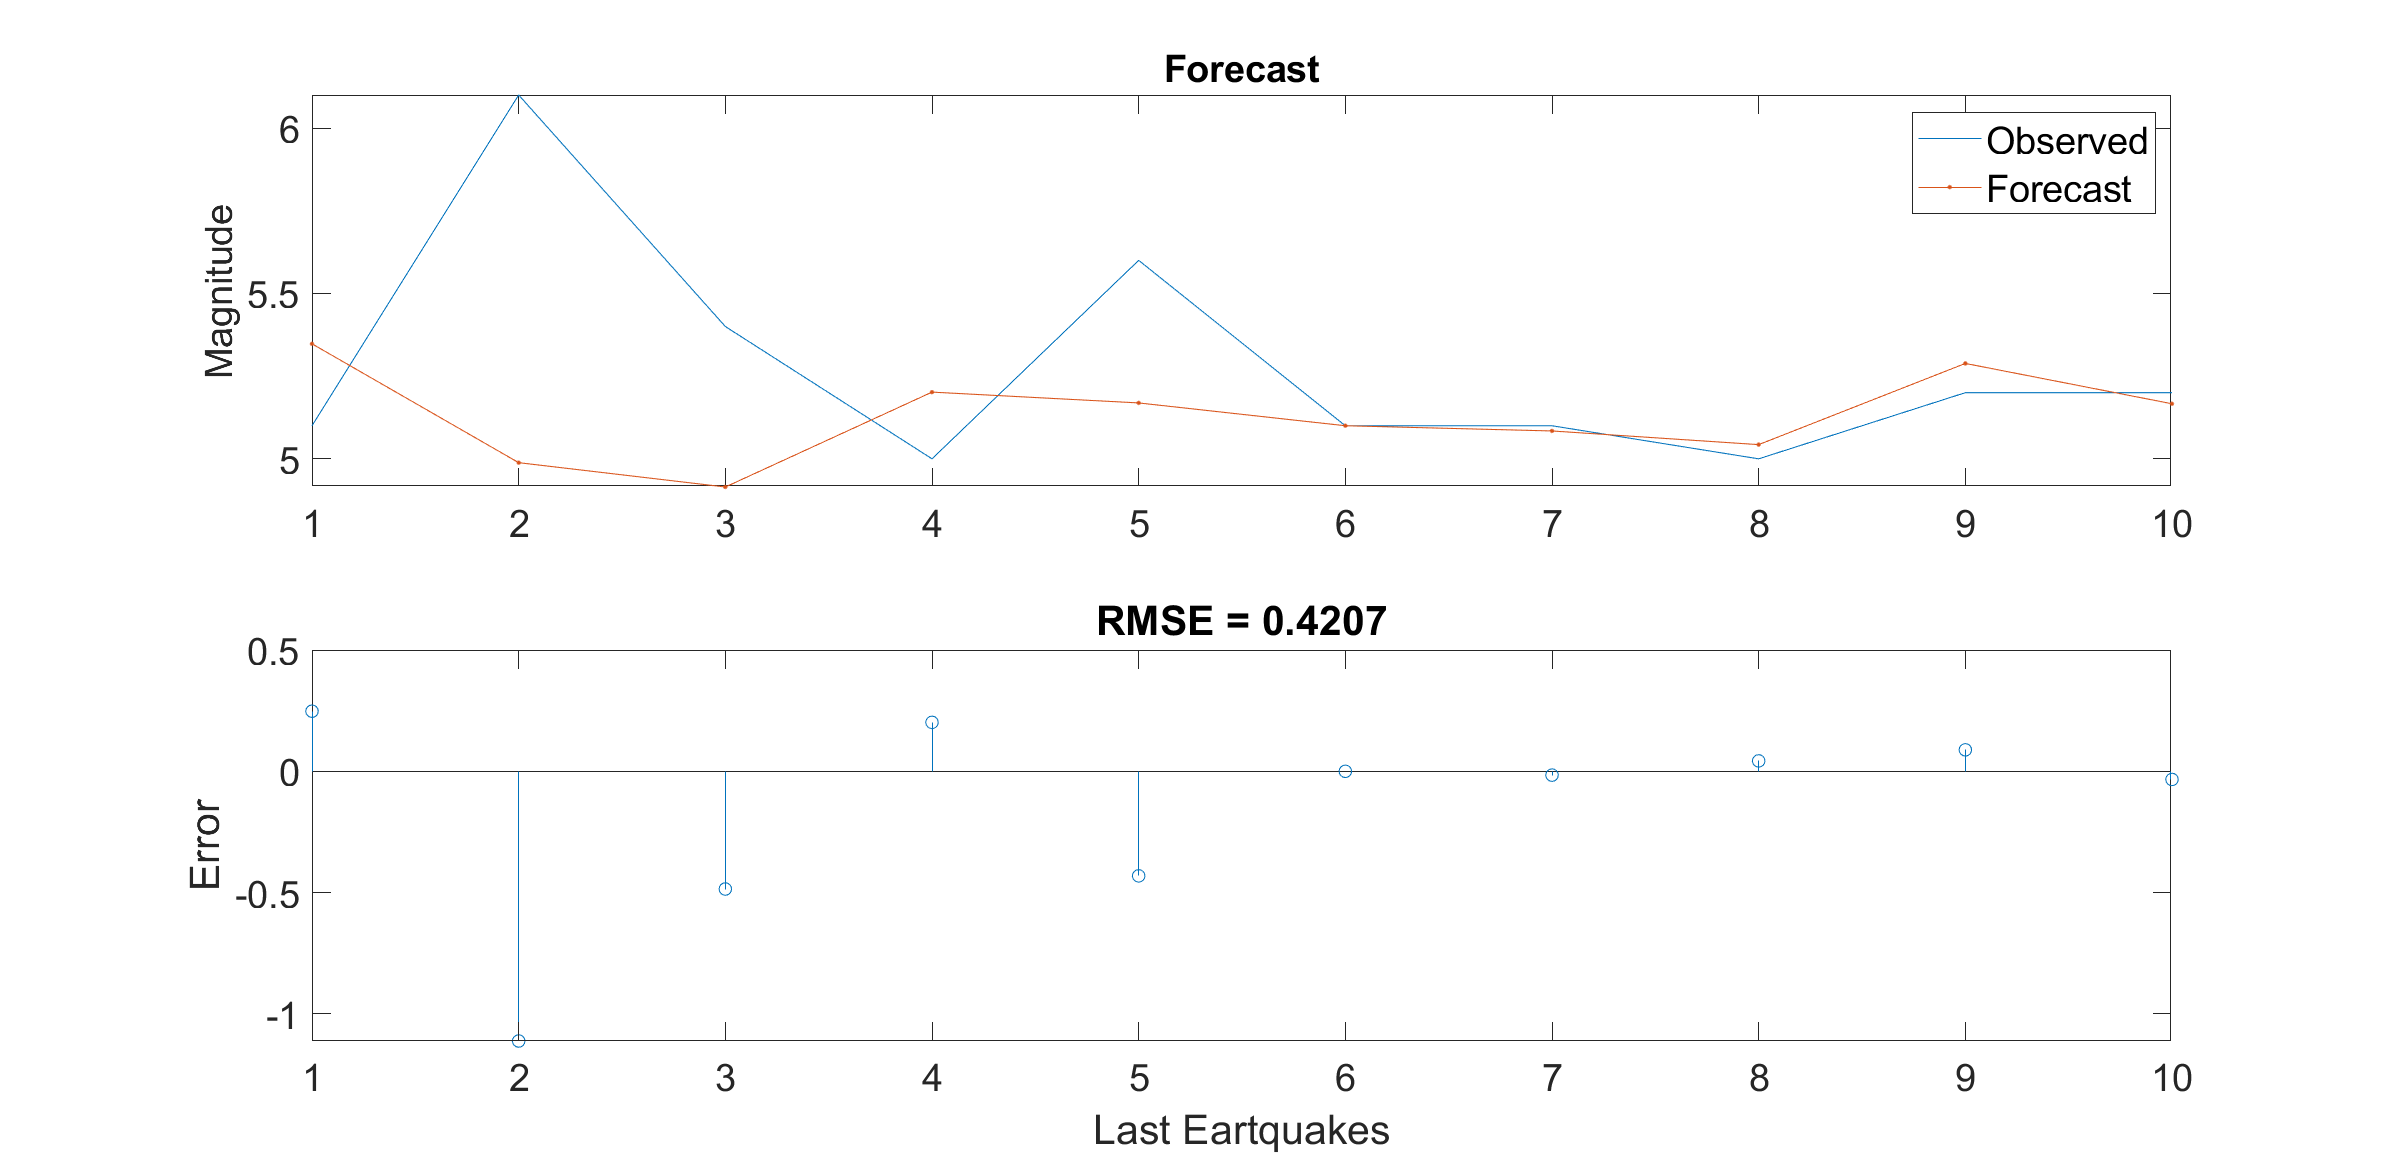 Forecast
Magnitude
6
5.5
5
Observed
Forecast
1 2 3 4 5 6 7 8 9 10
RMSE = 0.4207
Error
0.5
0
-0.5
-1
1 2 3 4 5 6 7 8 9 10
Last Eartquakes